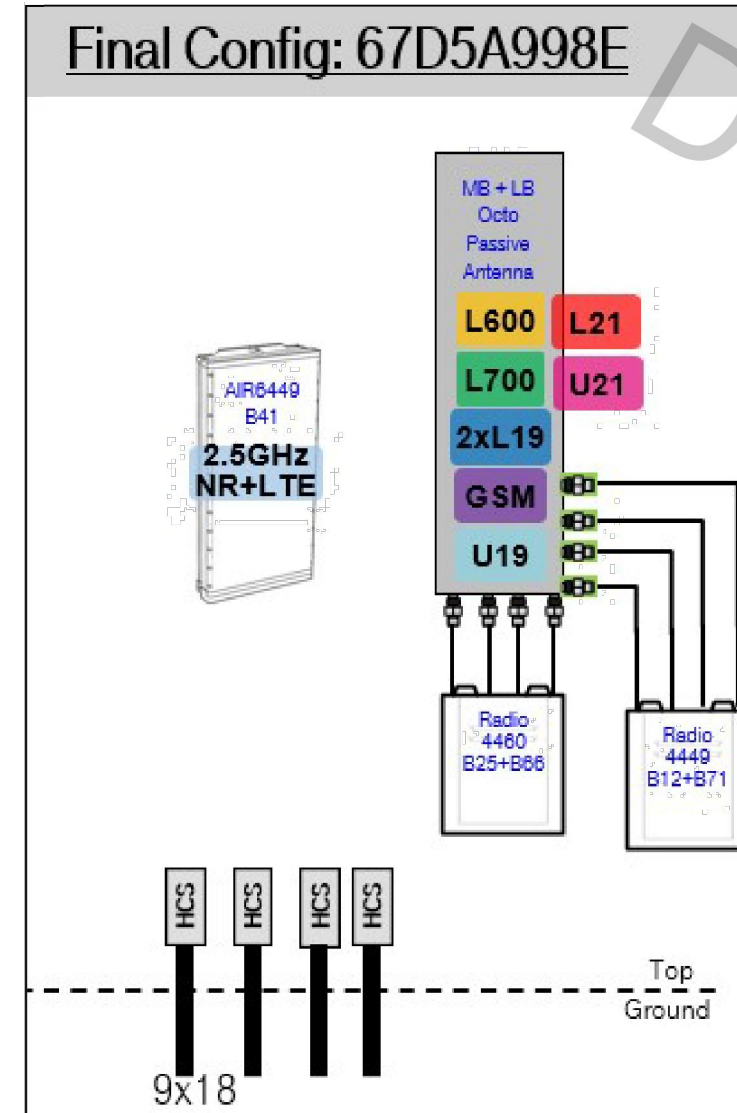 Final Config: 67D5A998E
D
MB + LB
Octo
Passive
Antenna
L600
L21
L700
U21
2xL19
GSM
U19
AIR6449
B41
2.5GHz
NR+LTE
Radio
4460
B25+B66
Radio
4449
B12+B71
HCS
HCS
HCS
HCS
Top
Ground
9x18